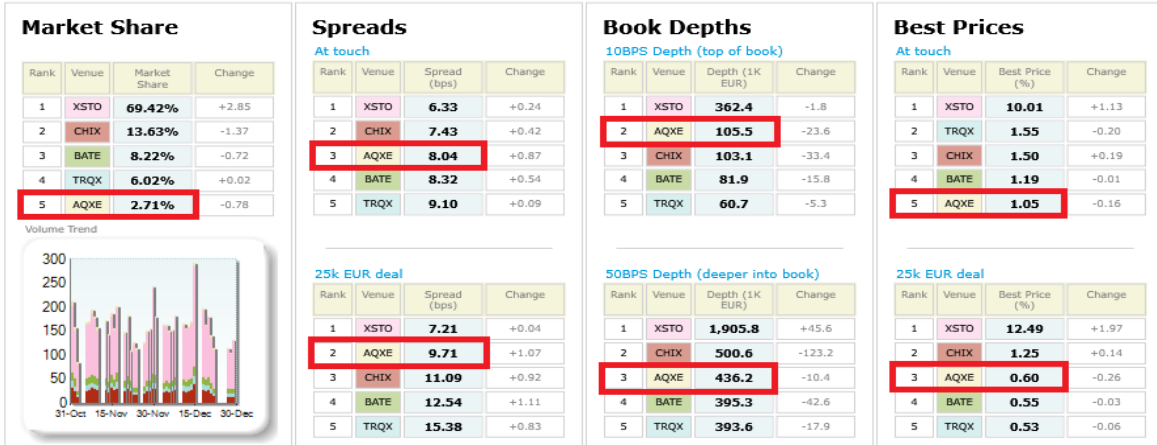 Market Share
Rank Venue Market Share Change
1 XSTO 69.42% +2.85
2 CHIX 13.63% -1.37
3 BATE 8.22% -0.72
4 TRQX 6.02% +0.02
5 AQXE 2.71% -0.78
Volume Trend
300
250
200
150
100
50
0
31-Oct 15-Nov 30-Nov 15-Dec 30-Dec
Spreads
At touch
Rank Venue Spread (bps) Change
1 XSTO 6.33 +0.24
2 CHIX 7.43 +0.42
3 AQXE 8.04 +0.87
4 BATE 8.32 +0.54
5 TRQX 9.10 +0.09
25k EUR deal
Rank Venue Spread (bps) Change
1 XSTO 7.21 +0.04
2 AQXE 9.71 +1.07
3 CHIX 11.09 +0.92
4 BATE 12.54 +1.11
5 TRQX 15.38 +0.83
Book Depths
10BPS Depth (top of book)
Rank Venue Depth (1K EUR) Change
1 XSTO 362.4 -1.8
2 AQXE 105.5 -23.6
3 CHIX 103.1 -33.4
4 BATE 81.9 -15.8
5 TRQX 60.7 -5.3
50BPS Depth (deeper into book)
Rank Venue Depth (1K EUR) Change
1 XSTO 1,905.8 +45.6
2 CHIX 500.6 -123.2
3 AQXE 436.2 -10.4
4 BATE 395.3 -42.6
5 TRQX 393.6 -17.9
Best Prices
At touch
Rank Venue Best Price (%) Change
1 XSTO 10.01 +1.13
2 TRQX 1.55 -0.20
3 CHIX 1.50 +0.19
4 BATE 1.19 -0.01
5 AQXE 1.05 -0.16
25k EUR deal
Rank Venue Best Price (%) Change
1 XSTO 12.49 +1.97
2 CHIX 1.25 +0.14
3 AQXE 0.60 -0.26
4 BATE 0.55 -0.03
5 TRQX 0.53 -0.06